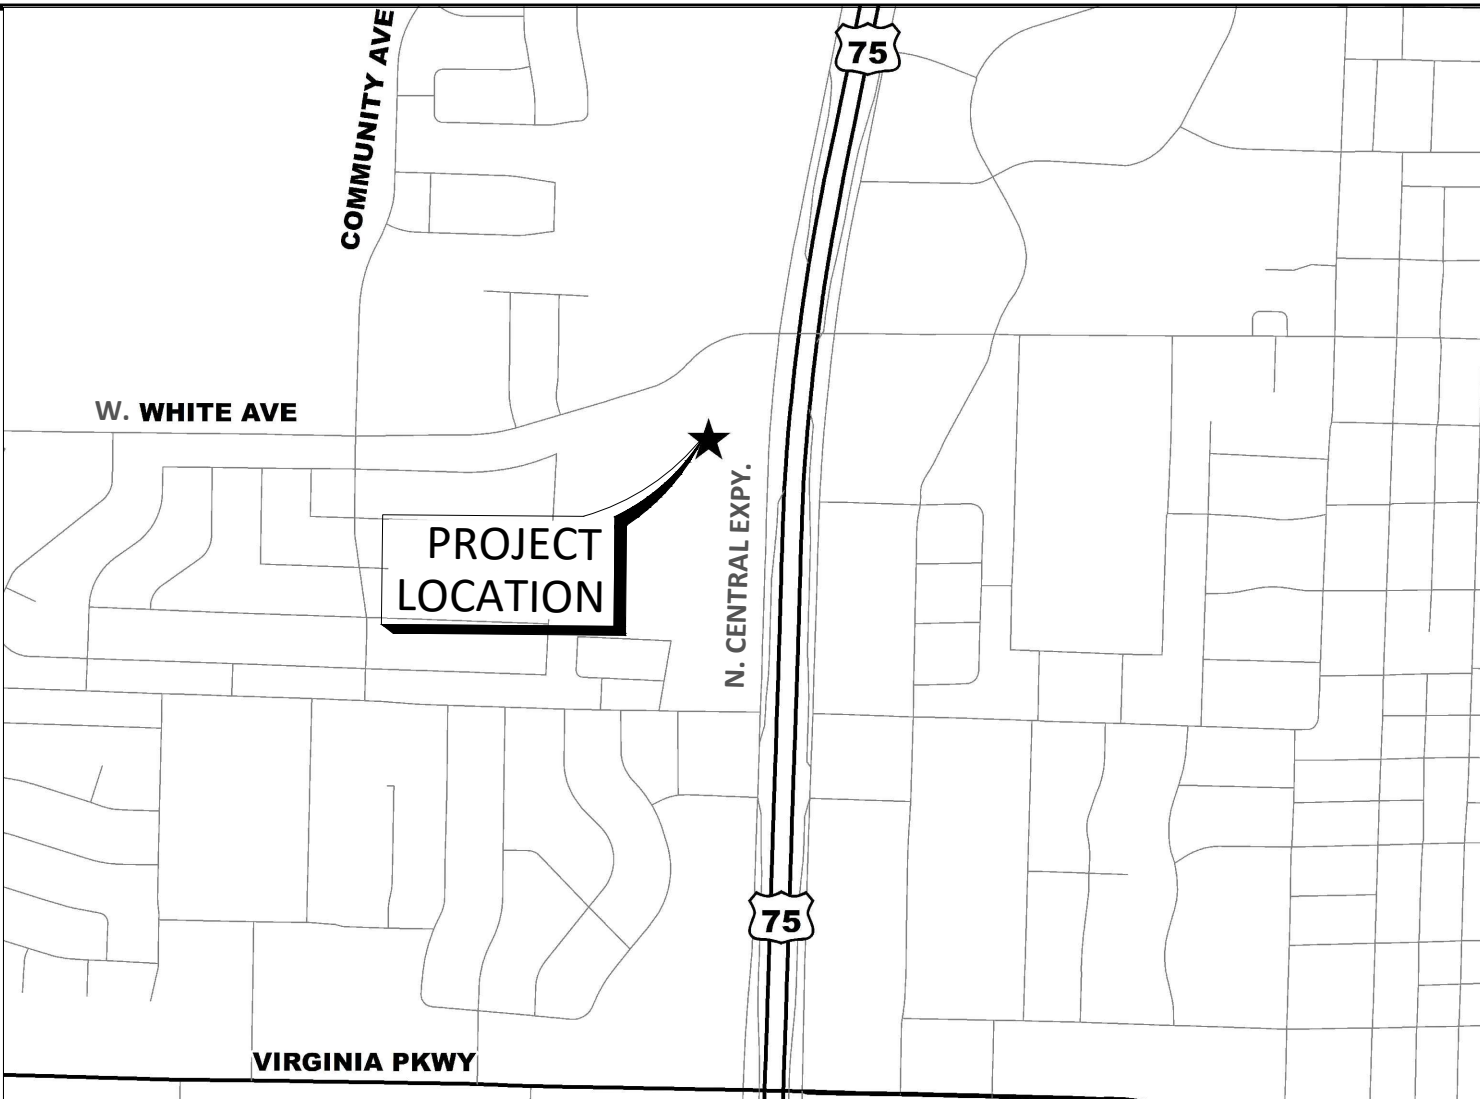 COMMUNITY AVE
75
W. WHITE AVE
N. CENTRAL EXPY.
PROJECT
LOCATION
75
VIRGINIA PKWY